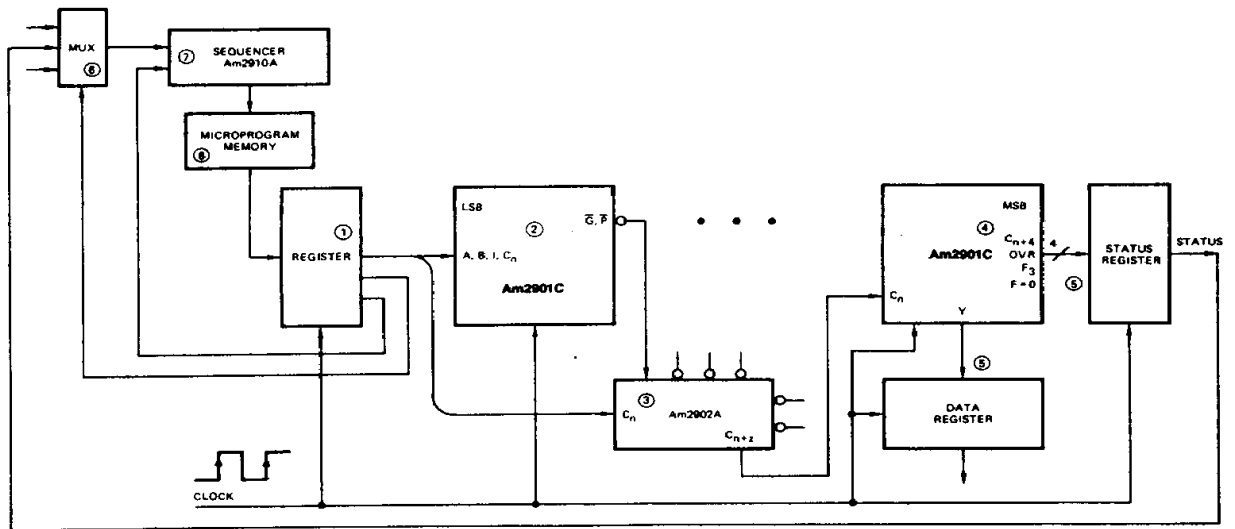 MUX
⑥
⑦
SEQUENCER
Am2910A
MICROPROGRAM
MEMORY
⑧
①
REGISTER
LSB
G̅, P̅
②
A, B, I, Cn
Am2901C
MSB
④
Cn+4
Am2901C
OVR
F3
F = 0
Cn
Y
4
⑤
STATUS
REGISTER
STATUS
③
Cn
Am2902A
Cn+z
⑤
DATA
REGISTER
CLOCK